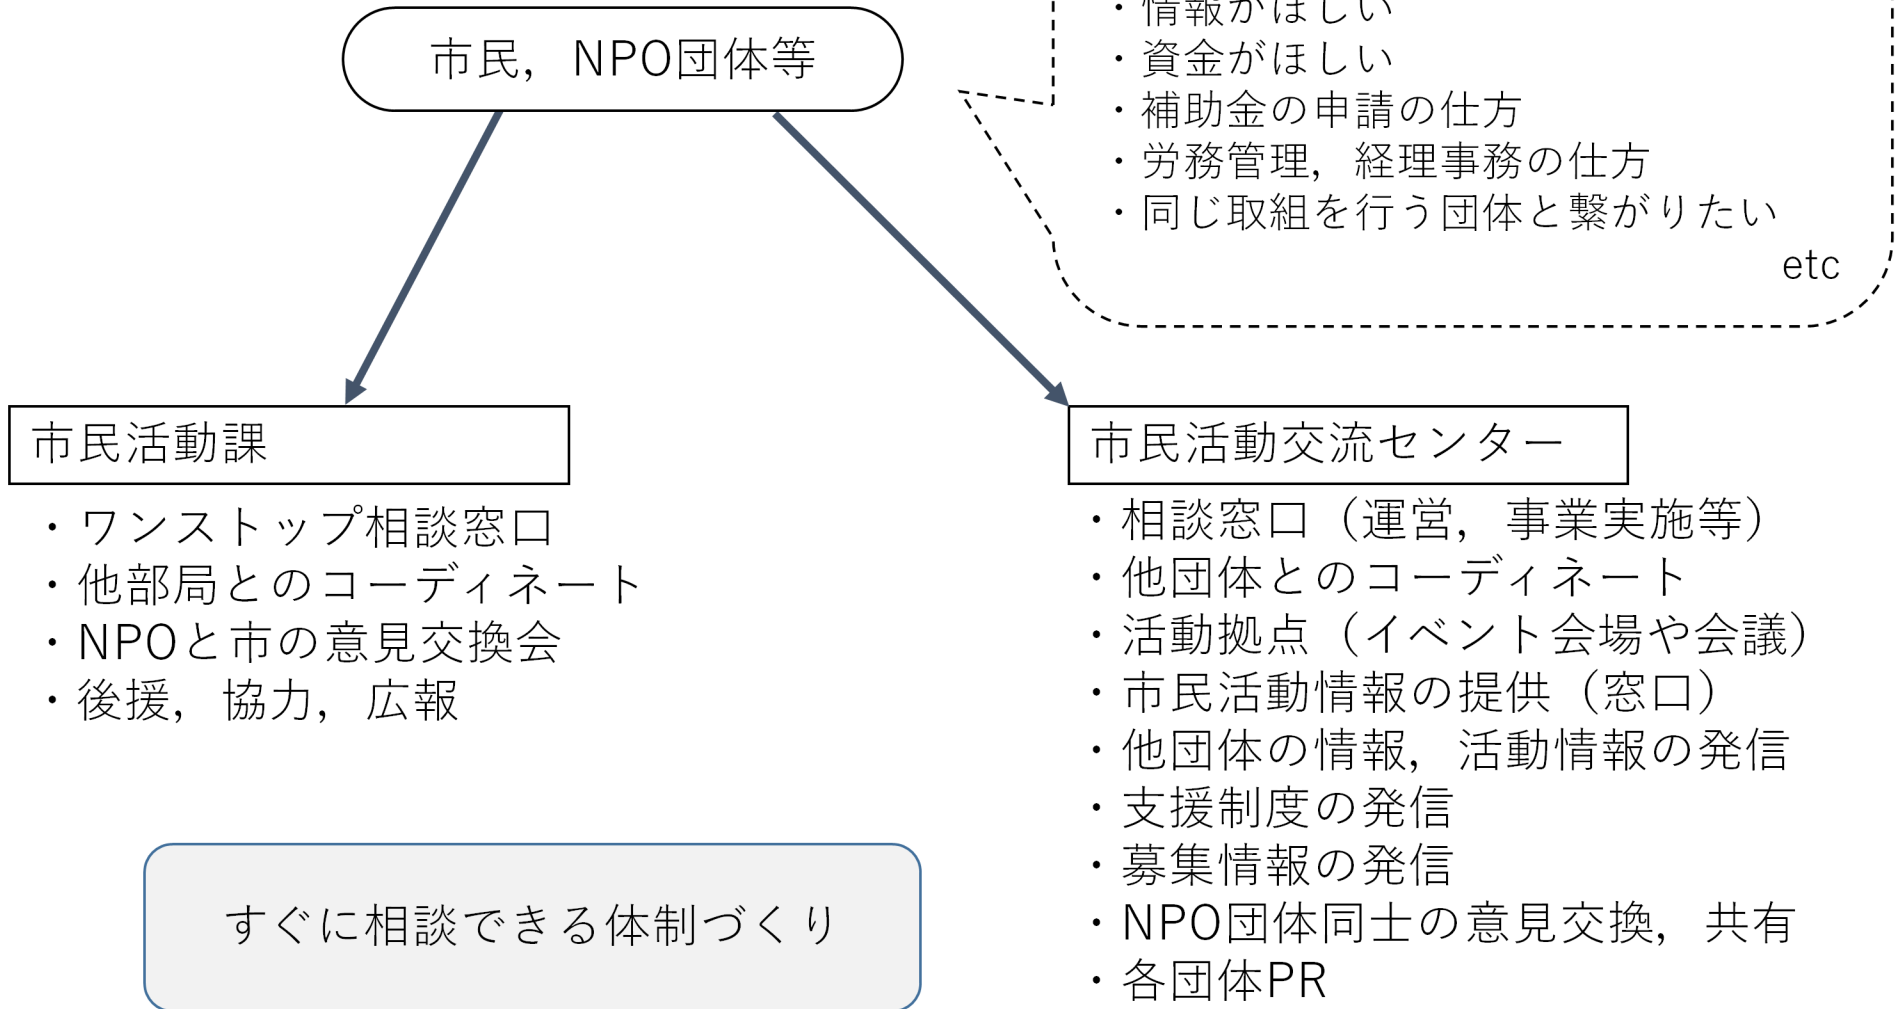 市民，NPO団体等
・情報がほしい
・資金がほしい
・補助金の申請の仕方
・労務管理，経理事務の仕方
・同じ取組を行う団体と繋がりたい
etc
市民活動課
・ワンストップ相談窓口
・他部局とのコーディネート
・NPOと市の意見交換会
・後援，協力，広報
市民活動交流センター
・相談窓口（運営，事業実施等）
・他団体とのコーディネート
・活動拠点（イベント会場や会議）
・市民活動情報の提供（窓口）
・他団体の情報，活動情報の発信
・支援制度の発信
・募集情報の発信
・NPO団体同士の意見交換，共有
・各団体PR
すぐに相談できる体制づくり